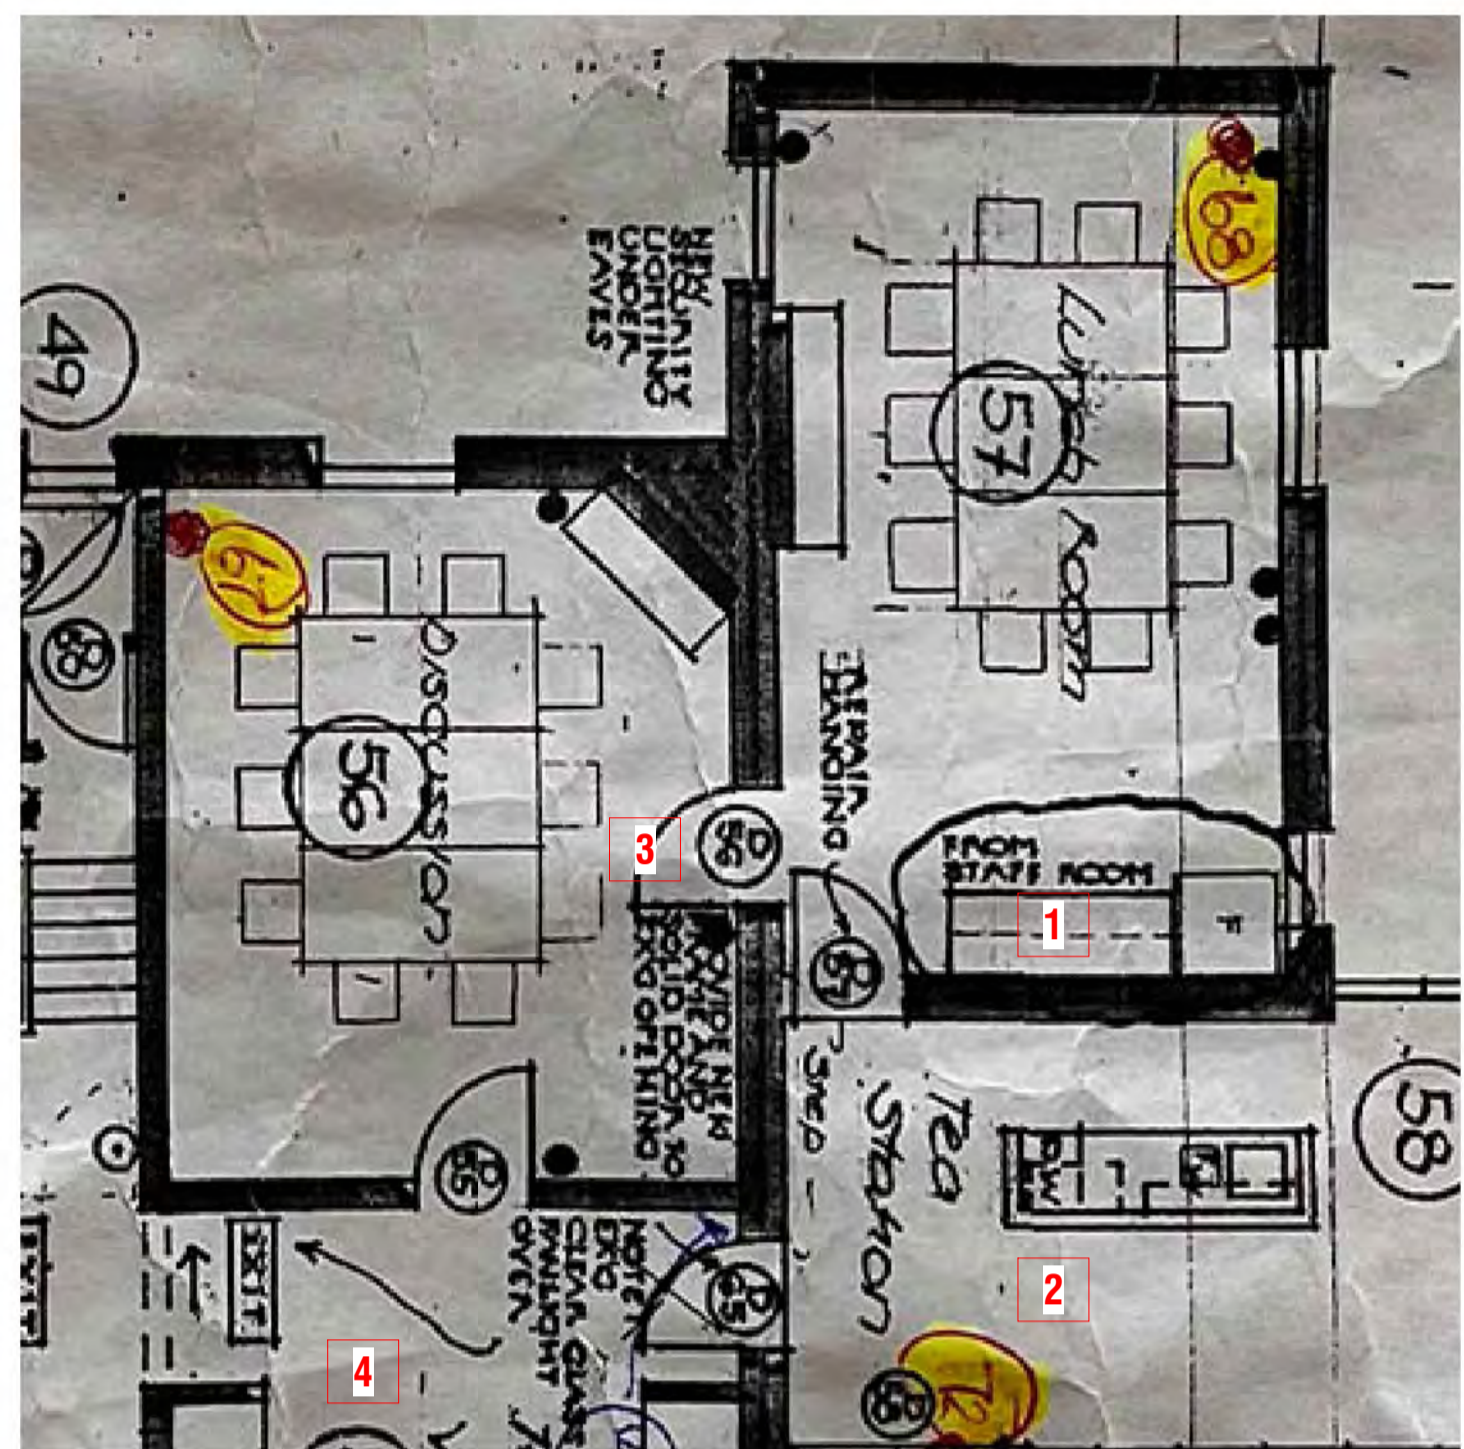 NEW
SECURITY
LIGHTING
UNDER
EAVES
68
49
Lunch Room
57
67
Discussion
56
REPAIR
HANGING
D
56
FROM
STAFF ROOM
1
F
3
D
57
PROVIDE NEW
FRAME AND
SOLID DOOR TO
EXG OPENING
Step
Tea
Station
DW
58
2
D
55
EXIT
EXIT
NOTE:-
EXG
CLEAR GLASS
FANLIGHT
OVER
D
65
4
72